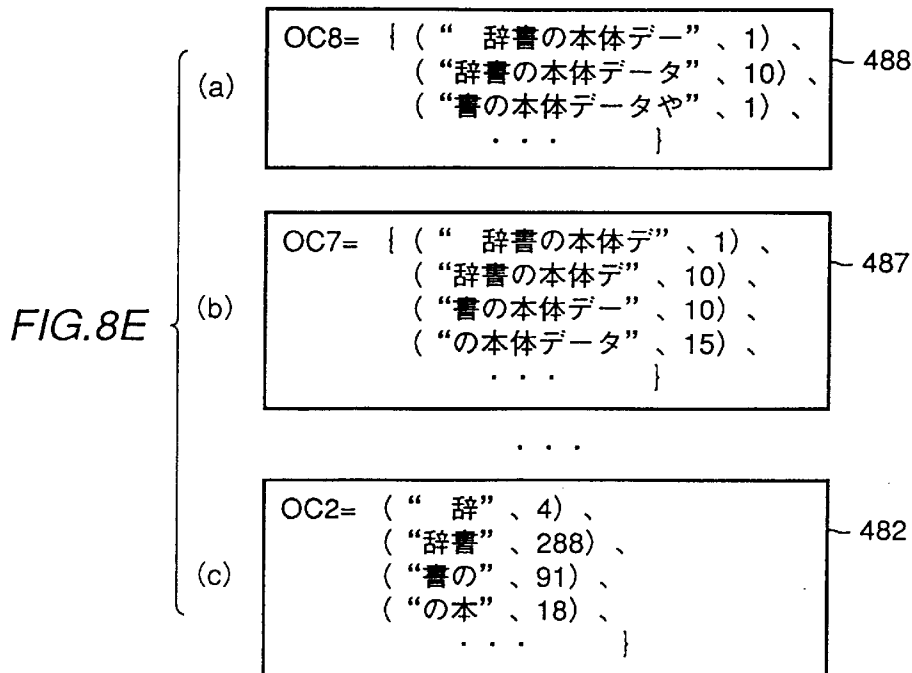 FIG.8E
(a)
OC8= {(“　辞書の本体デー”、1)、
(“辞書の本体データ”、10)、
(“書の本体データや”、1)、
・・・　}
488
(b)
OC7= {(“　辞書の本体デ”、1)、
(“辞書の本体デ”、10)、
(“書の本体デー”、10)、
(“の本体データ”、15)、
・・・　}
487
・・・
(c)
OC2= (“　辞”、4)、
(“辞書”、288)、
(“書の”、91)、
(“の本”、18)、
・・・　}
482